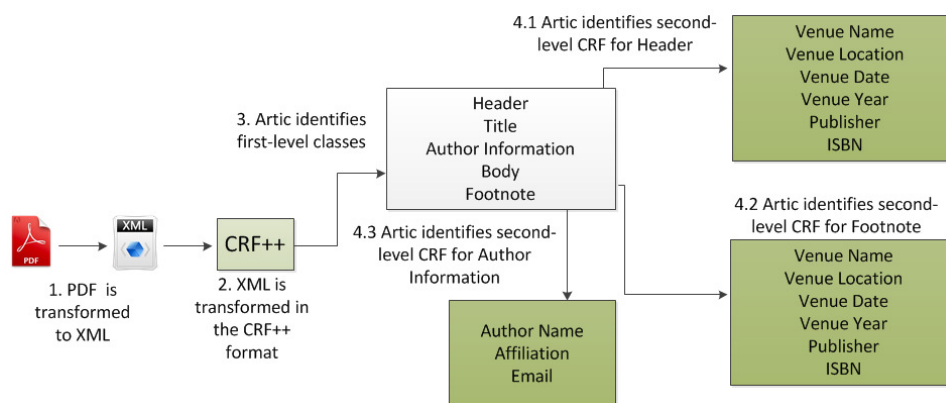 4.1 Artic identifies second-
level CRF for Header
Venue Name
Venue Location
Venue Date
Venue Year
Publisher
ISBN
3. Artic identifies
first-level classes
Header
Title
Author Information
Body
Footnote
PDF
XML
CRF++
1. PDF is
transformed
to XML
2. XML is
transformed in
the CRF++
format
4.3 Artic identifies second-
level CRF for Author
Information
Author Name
Affiliation
Email
4.2 Artic identifies second-
level CRF for Footnote
Venue Name
Venue Location
Venue Date
Venue Year
Publisher
ISBN